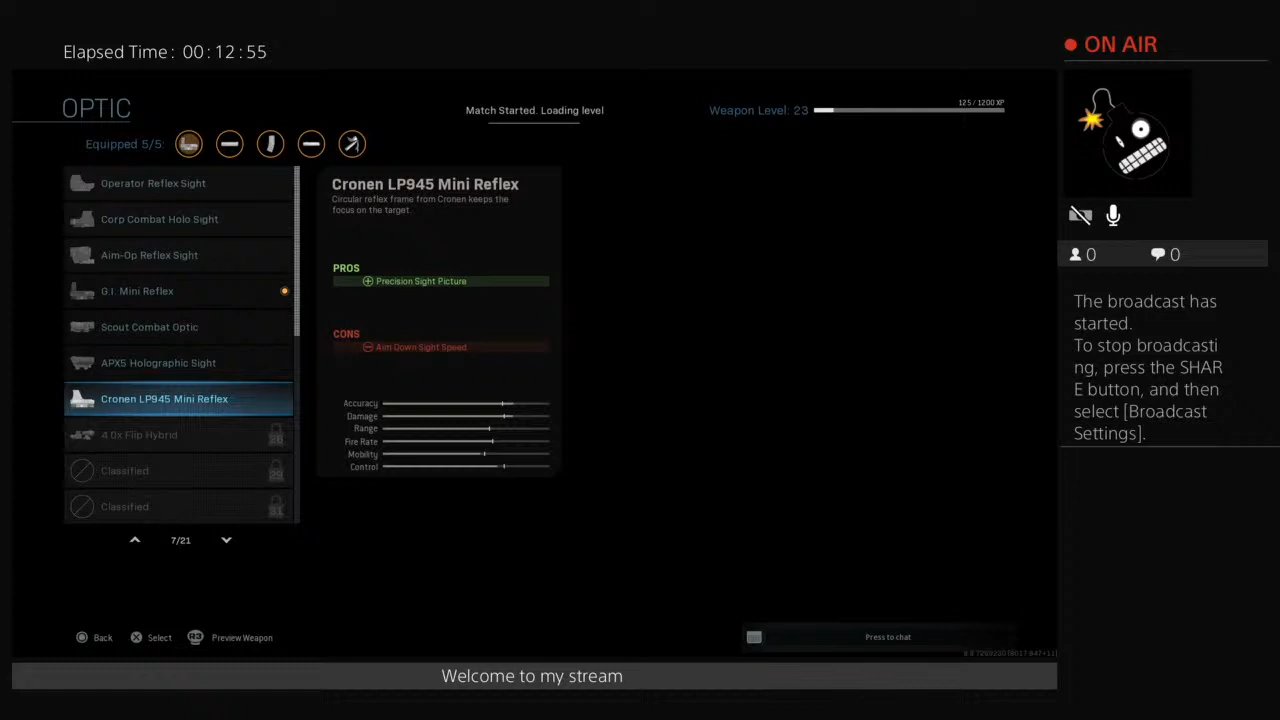 Elapsed Time: 00:12:55
ON AIR
OPTIC
Match Started. Loading level
Weapon Level: 23
125 / 1200 XP
Equipped 5/5:
Operator Reflex Sight
Corp Combat Holo Sight
Aim-Op Reflex Sight
G.I. Mini Reflex
Scout Combat Optic
APX5 Holographic Sight
Cronen LP945 Mini Reflex
4.0x Flip Hybrid
Classified
Classified
7/21
Cronen LP945 Mini Reflex
Circular reflex frame from Cronen keeps the
focus on the target.
PROS
Precision Sight Picture
CONS
Aim Down Sight Speed
Accuracy
Damage
Range
Fire Rate
Mobility
Control
0
0
The broadcast has
started.
To stop broadcasti
ng, press the SHAR
E button, and then
select [Broadcast
Settings].
Back
Select
R3
Preview Weapon
Press to chat
Welcome to my stream